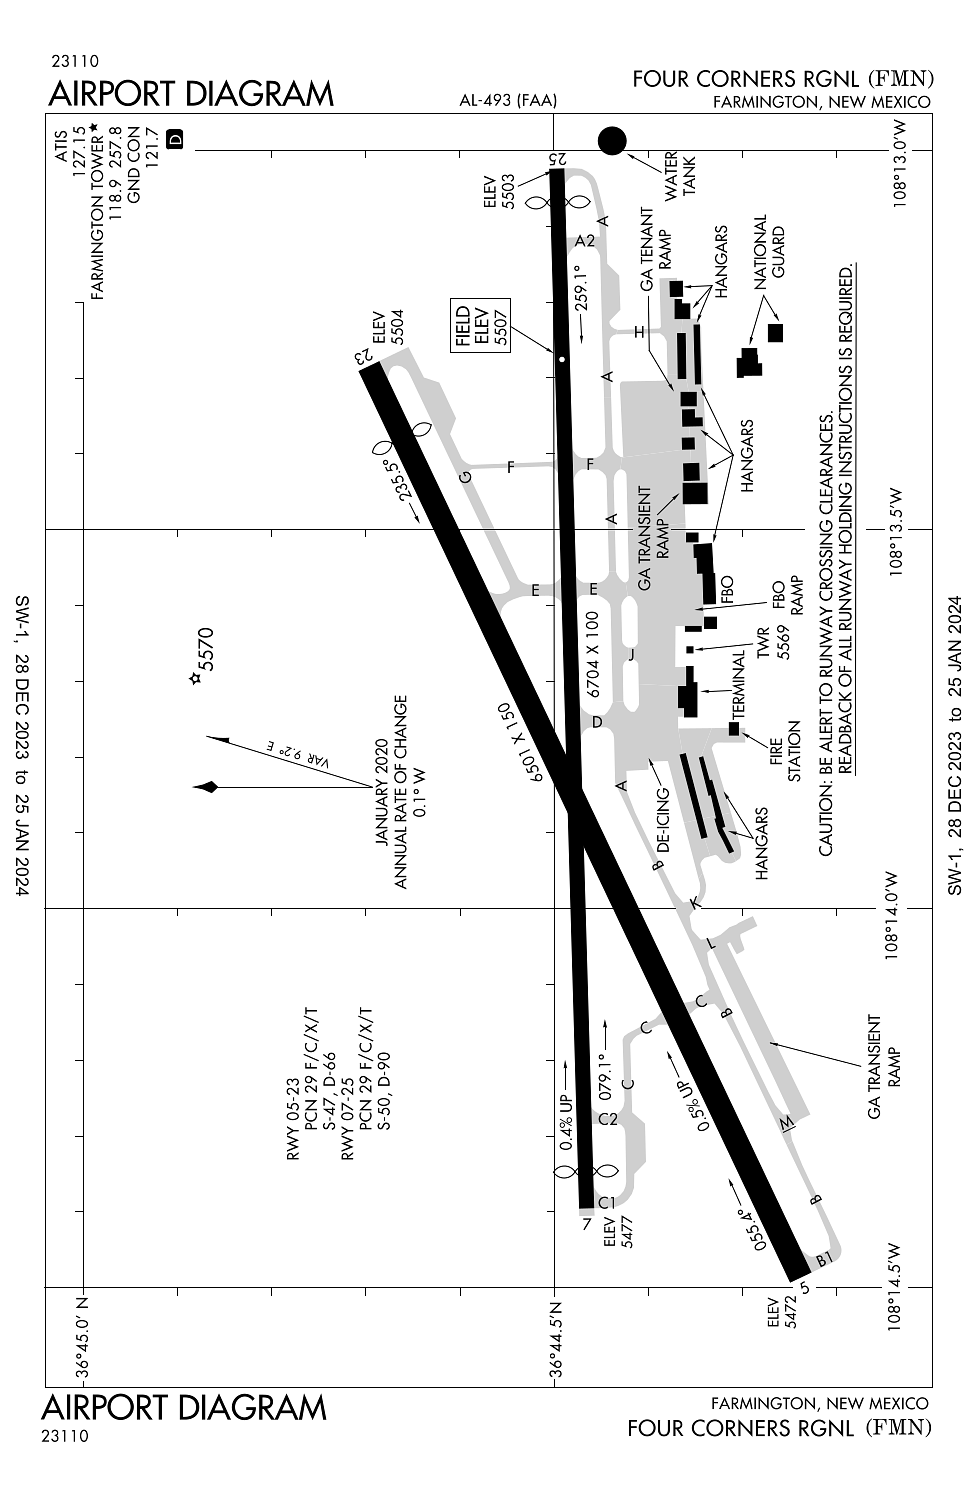 23110
AIRPORT DIAGRAM
AL-493 (FAA)
FOUR CORNERS RGNL (FMN)
FARMINGTON, NEW MEXICO
ATIS
127.15
FARMINGTON TOWER★
118.9 257.8
GND CON
121.7
D
108°13.0'W
25
ELEV
5503
WATER
TANK
A
A2
259.1°
GA TENANT
RAMP
HANGARS
NATIONAL
GUARD
23
ELEV
5504
FIELD
ELEV
5507
H
A
235.5°
G
F
F
HANGARS
A
GA TRANSIENT
RAMP
108°13.5'W
E
E
FBO
FBO
RAMP
TWR
5569
J
6704 X 100
5570
TERMINAL
D
FIRE
STATION
6501 X 150
VAR 9.2° E
JANUARY 2020
ANNUAL RATE OF CHANGE
0.1° W
A
DE-ICING
HANGARS
B
K
CAUTION: BE ALERT TO RUNWAY CROSSING CLEARANCES.
READBACK OF ALL RUNWAY HOLDING INSTRUCTIONS IS REQUIRED.
108°14.0'W
L
C
B
C
C
RWY 05-23
PCN 29 F/C/X/T
S-47, D-66
RWY 07-25
PCN 29 F/C/X/T
S-50, D-90
0.4% UP
079.1°
C2
0.5% UP
GA TRANSIENT
RAMP
M
C1
7
ELEV
5477
055.4°
B
B1
5
ELEV
5472
108°14.5'W
36°45.0' N
36°44.5'N
SW-1, 28 DEC 2023 to 25 JAN 2024
SW-1, 28 DEC 2023 to 25 JAN 2024
AIRPORT DIAGRAM
23110
FARMINGTON, NEW MEXICO
FOUR CORNERS RGNL (FMN)